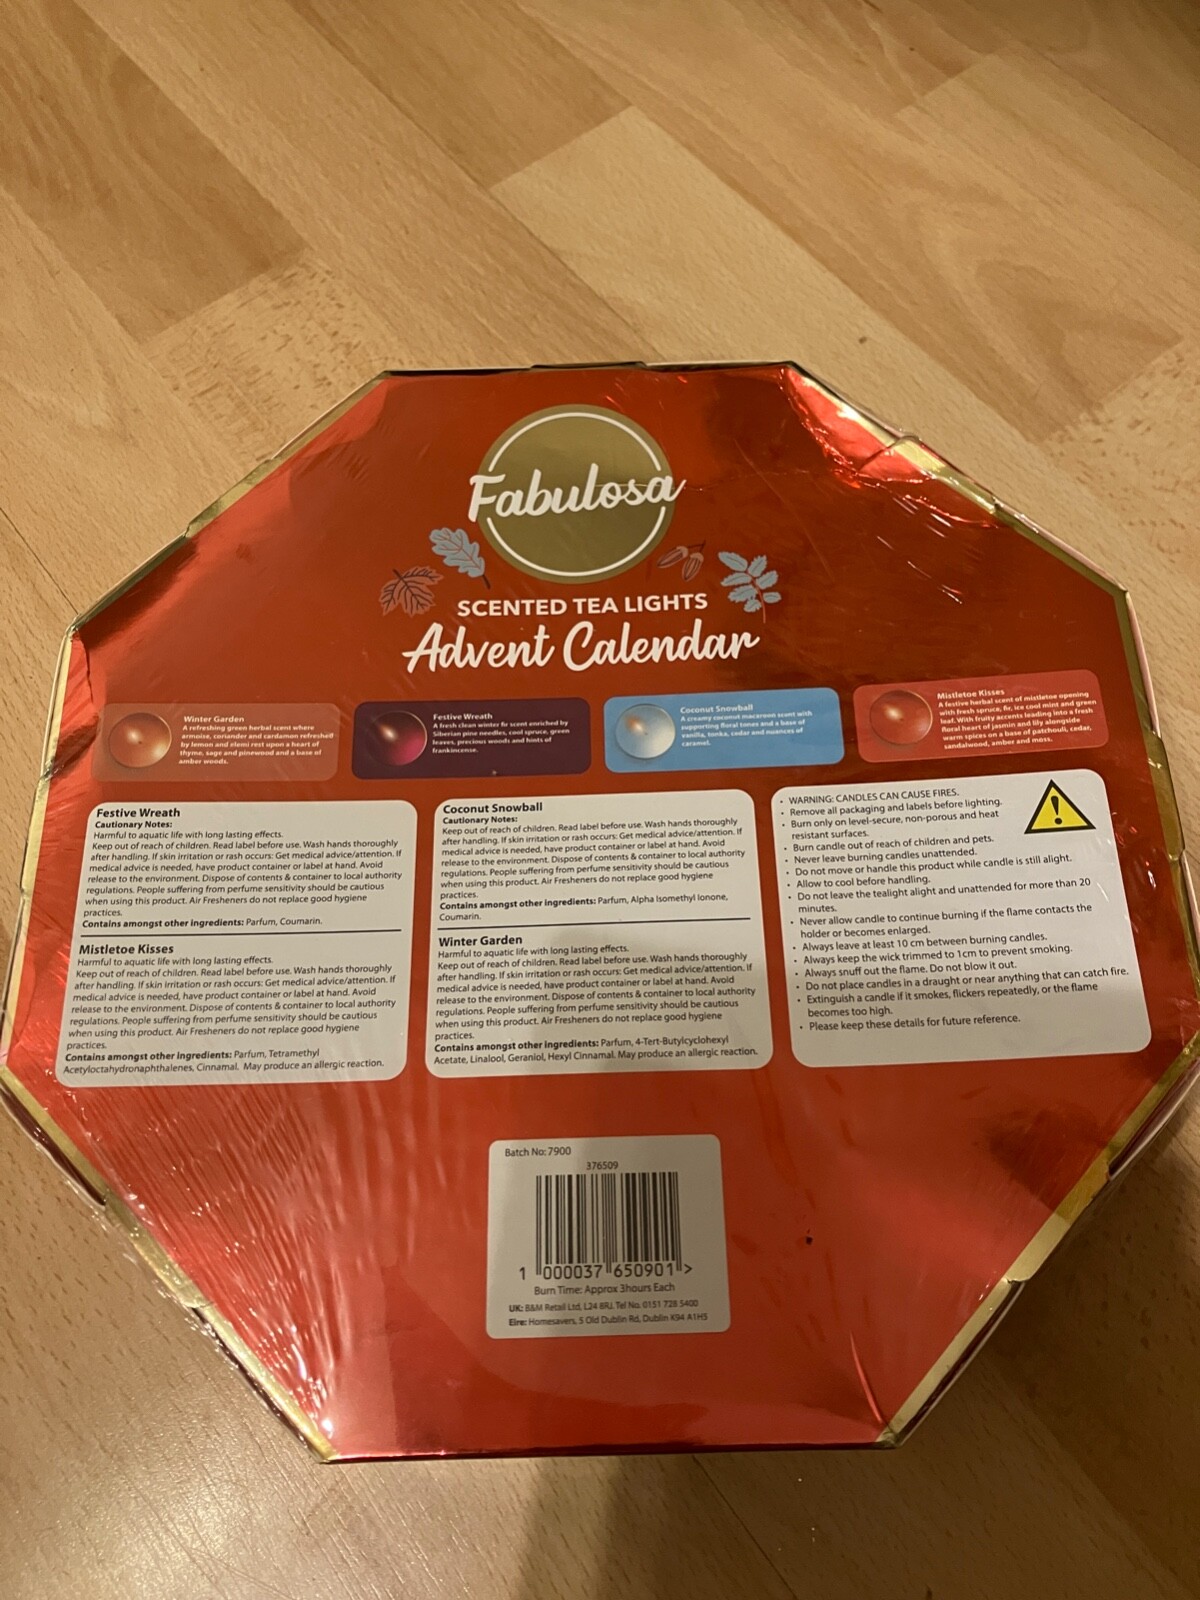 Fabulosa
SCENTED TEA LIGHTS
Advent Calendar
Winter Garden
A refreshing green herbal scent where
armoise, coriander and cardamon refreshed
by lemon and elemi rest upon a heart of
thyme, sage and pinewood and a base of
amber woods.
Festive Wreath
A fresh clean winter fir scent enriched by
Siberian pine needles, cool spruce, green
leaves, precious woods and hints of
frankincense.
Coconut Snowball
A creamy coconut macaroon scent with
supporting floral tones and a base of
vanilla, tonka, cedar and nuances of
caramel.
Mistletoe Kisses
A festive herbal scent of mistletoe opening
with fresh spruce, fir, ice cool mint and green
leaf. With fruity accents leading into a fresh
floral heart of jasmin and lily alongside
warm spices on a base of patchouli, cedar,
sandalwood, amber and moss.
Festive Wreath
Cautionary Notes:
Harmful to aquatic life with long lasting effects.
Keep out of reach of children. Read label before use. Wash hands thoroughly
after handling. If skin irritation or rash occurs: Get medical advice/attention. If
medical advice is needed, have product container or label at hand. Avoid
release to the environment. Dispose of contents & container to local authority
regulations. People suffering from perfume sensitivity should be cautious
when using this product. Air Fresheners do not replace good hygiene
practices.
Contains amongst other ingredients: Parfum, Coumarin.
Mistletoe Kisses
Harmful to aquatic life with long lasting effects.
Keep out of reach of children. Read label before use. Wash hands thoroughly
after handling. If skin irritation or rash occurs: Get medical advice/attention. If
medical advice is needed, have product container or label at hand. Avoid
release to the environment. Dispose of contents & container to local authority
regulations. People suffering from perfume sensitivity should be cautious
when using this product. Air Fresheners do not replace good hygiene
practices.
Contains amongst other ingredients: Parfum, Tetramethyl
Acetyloctahydronaphthalenes, Cinnamal. May produce an allergic reaction.
Coconut Snowball
Cautionary Notes:
Keep out of reach of children. Read label before use. Wash hands thoroughly
after handling. If skin irritation or rash occurs: Get medical advice/attention. If
medical advice is needed, have product container or label at hand. Avoid
release to the environment. Dispose of contents & container to local authority
regulations. People suffering from perfume sensitivity should be cautious
when using this product. Air Fresheners do not replace good hygiene
practices.
Contains amongst other ingredients: Parfum, Alpha Isomethyl Ionone,
Coumarin.
Winter Garden
Harmful to aquatic life with long lasting effects.
Keep out of reach of children. Read label before use. Wash hands thoroughly
after handling. If skin irritation or rash occurs: Get medical advice/attention. If
medical advice is needed, have product container or label at hand. Avoid
release to the environment. Dispose of contents & container to local authority
regulations. People suffering from perfume sensitivity should be cautious
when using this product. Air Fresheners do not replace good hygiene
practices.
Contains amongst other ingredients: Parfum, 4-Tert-Butylcyclohexyl
Acetate, Linalool, Geraniol, Hexyl Cinnamal. May produce an allergic reaction.
• WARNING: CANDLES CAN CAUSE FIRES.
• Remove all packaging and labels before lighting.
• Burn only on level-secure, non-porous and heat
resistant surfaces.
• Burn candle out of reach of children and pets.
• Never leave burning candles unattended.
• Do not move or handle this product while candle is still alight.
• Allow to cool before handling.
• Do not leave the tealight alight and unattended for more than 20
minutes.
• Never allow candle to continue burning if the flame contacts the
holder or becomes enlarged.
• Always leave at least 10 cm between burning candles.
• Always keep the wick trimmed to 1cm to prevent smoking.
• Always snuff out the flame. Do not blow it out.
• Do not place candles in a draught or near anything that can catch fire.
• Extinguish a candle if it smokes, flickers repeatedly, or the flame
becomes too high.
• Please keep these details for future reference.
Batch No: 7900
376509
1 000037 650901 >
Burn Time: Approx 3hours Each
UK: B&M Retail Ltd, L24 8RJ. Tel No. 0151 728 5400
Eire: Homesavers, 5 Old Dublin Rd, Dublin K94 A1H5